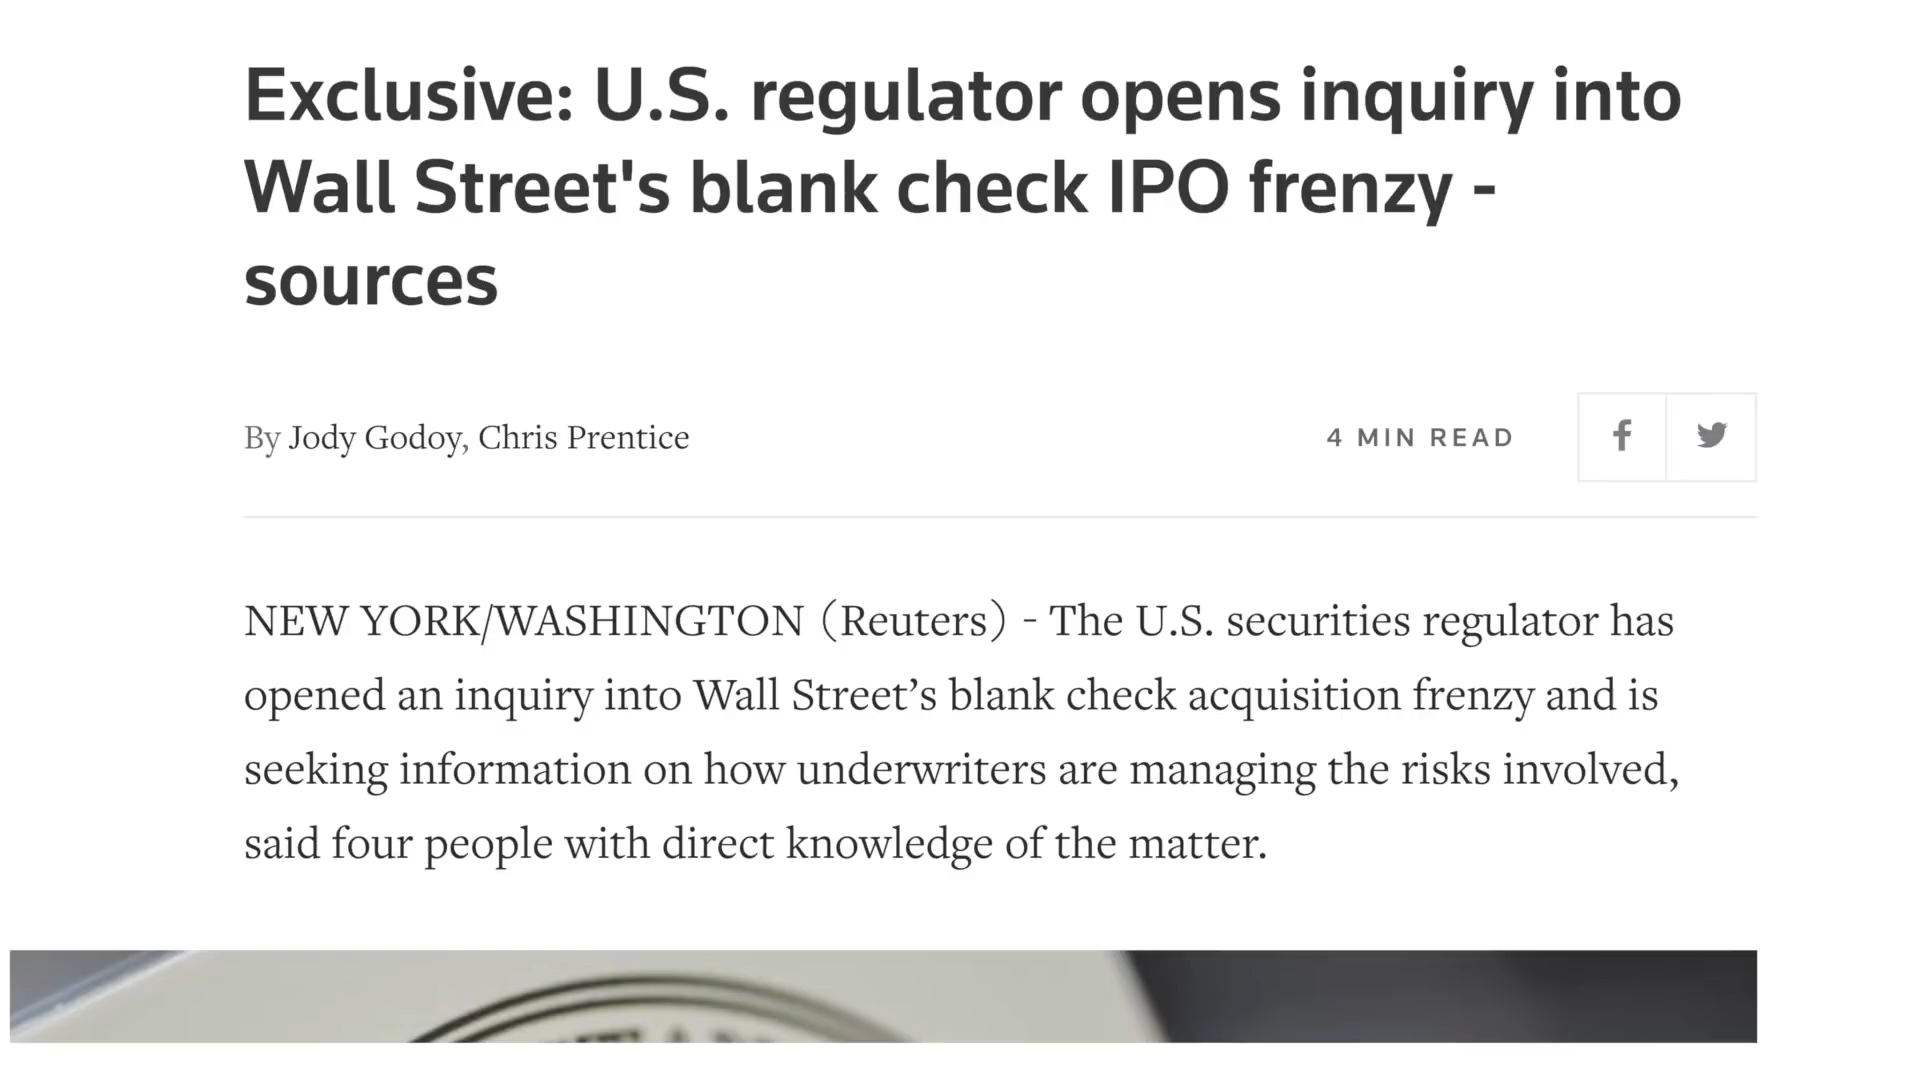 Exclusive: U.S. regulator opens inquiry into
Wall Street's blank check IPO frenzy -
sources
By Jody Godoy, Chris Prentice
4 MIN READ
NEW YORK/WASHINGTON (Reuters) - The U.S. securities regulator has
opened an inquiry into Wall Street’s blank check acquisition frenzy and is
seeking information on how underwriters are managing the risks involved,
said four people with direct knowledge of the matter.